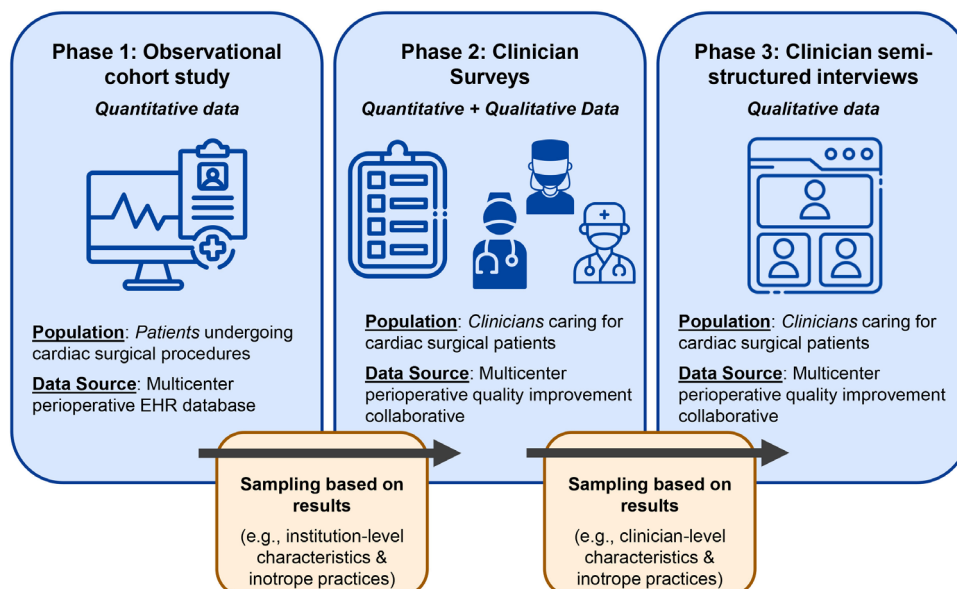 Phase 1: Observational
cohort study
Quantitative data
Population: Patients undergoing
cardiac surgical procedures
Data Source: Multicenter
perioperative EHR database
Phase 2: Clinician
Surveys
Quantitative + Qualitative Data
Population: Clinicians caring for
cardiac surgical patients
Data Source: Multicenter
perioperative quality improvement
collaborative
Phase 3: Clinician semi-
structured interviews
Qualitative data
Population: Clinicians caring for
cardiac surgical patients
Data Source: Multicenter
perioperative quality improvement
collaborative
Sampling based on
results
(e.g., institution-level
characteristics &
inotrope practices)
Sampling based on
results
(e.g., clinician-level
characteristics &
inotrope practices)